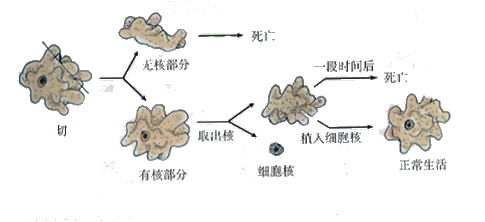 死亡
无核部分
一段时间后
死亡
切
取出核
植入细胞核
有核部分
细胞核
正常生活